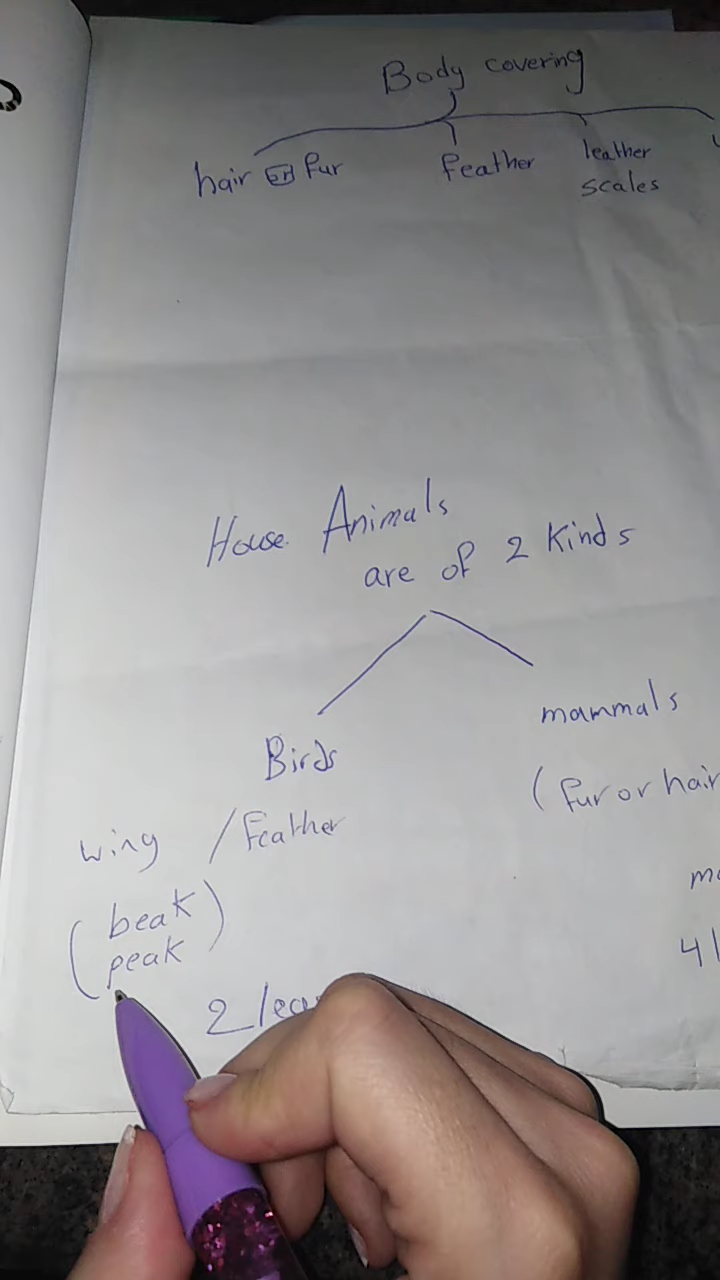 Body covering
hair or fur
feather
leather
scales
House Animals
are of 2 kinds
Birds
mammals
wing / Feather
(fur or hair
(beak
peak)
2
4